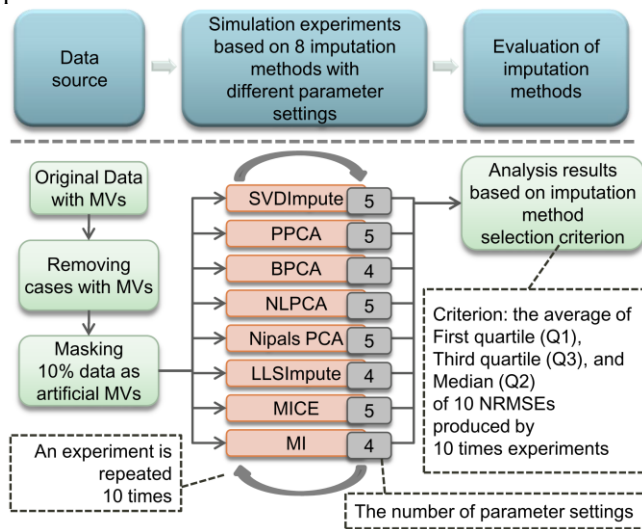 Data
source
Simulation experiments
based on 8 imputation
methods with
different parameter
settings
Evaluation of
imputation
methods
Original Data
with MVs
Removing
cases with MVs
Masking
10% data as
artificial MVs
An experiment is
repeated
10 times
SVDImpute 5
PPCA 5
BPCA 4
NLPCA 5
Nipals PCA 5
LLSImpute 4
MICE 5
MI 4
Analysis results
based on imputation
method
selection criterion
Criterion: the average of
First quartile (Q1),
Third quartile (Q3), and
Median (Q2)
of 10 NRMSEs
produced by
10 times experiments
The number of parameter settings